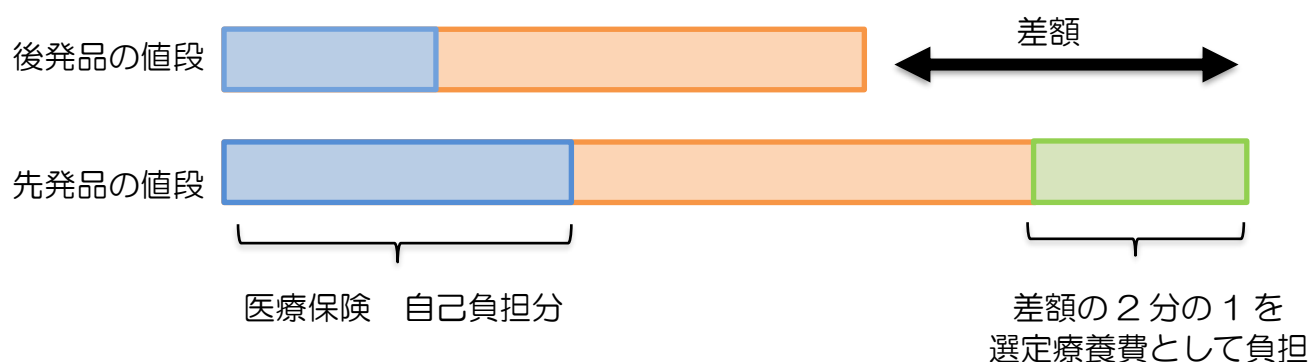 後発品の値段
差額
先発品の値段
医療保険　自己負担分
差額の２分の１を
選定療養費として負担